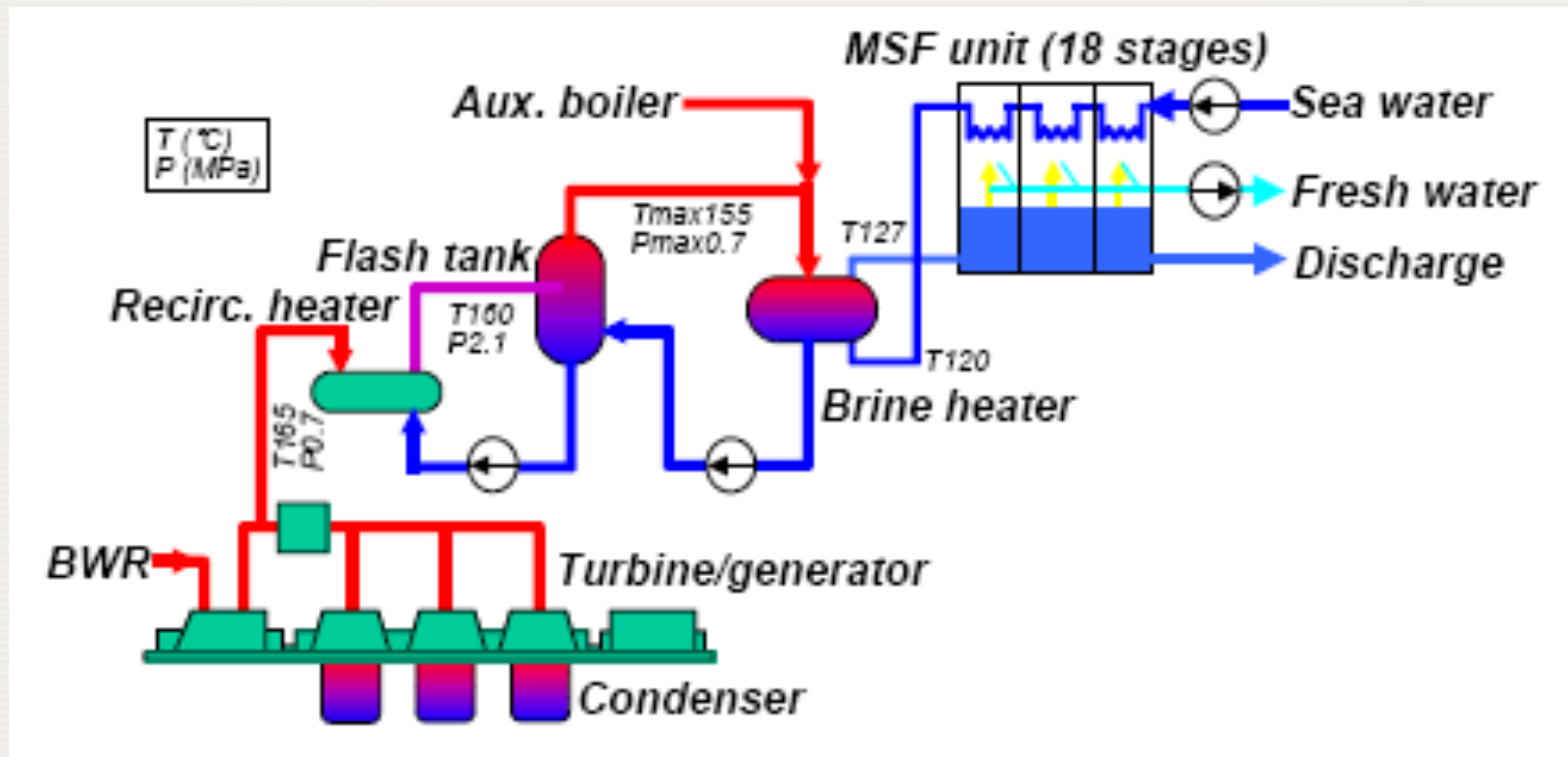 MSF unit (18 stages)
Aux. boiler
Sea water
T (°C)
P (MPa)
Fresh water
Tmax155
Pmax0.7
T127
Flash tank
Discharge
Recirc. heater
T160
P2.1
T120
Brine heater
T165
P0.7
BWR
Turbine/generator
Condenser